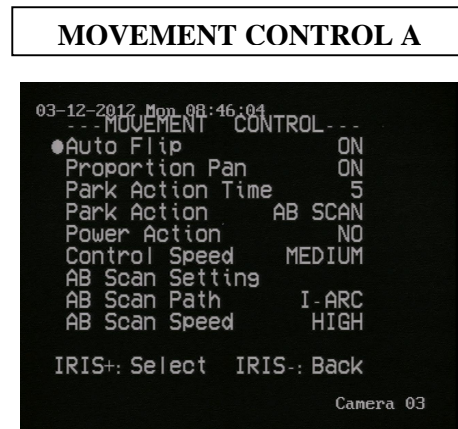 MOVEMENT CONTROL A
03-12-2012 Mon 08:46:04
---MOVEMENT CONTROL---
●Auto Flip ON
Proportion Pan ON
Park Action Time 5
Park Action AB SCAN
Power Action NO
Control Speed MEDIUM
AB Scan Setting
AB Scan Path I-ARC
AB Scan Speed HIGH
IRIS+: Select IRIS-: Back
Camera 03